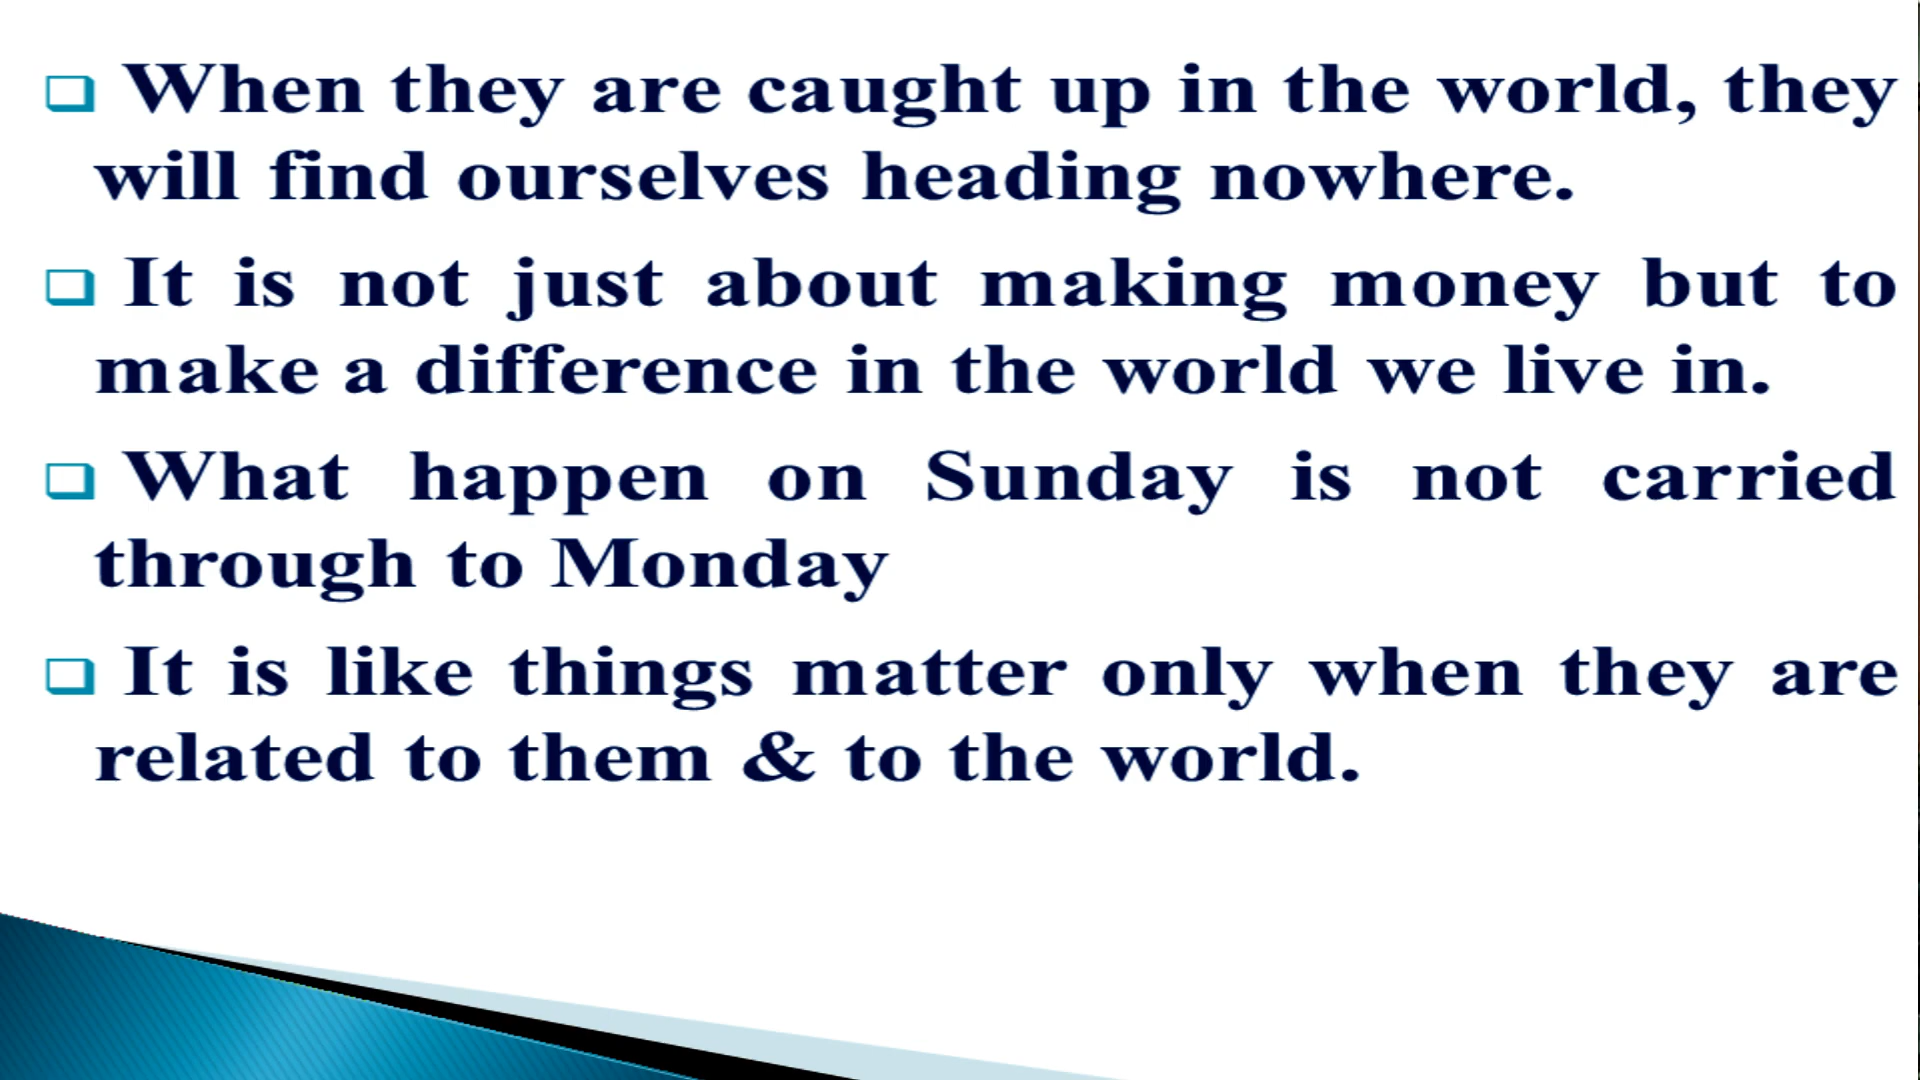 When they are caught up in the world, they
will find ourselves heading nowhere.
It is not just about making money but to
make a difference in the world we live in.
What happen on Sunday is not carried
through to Monday
It is like things matter only when they are
related to them & to the world.